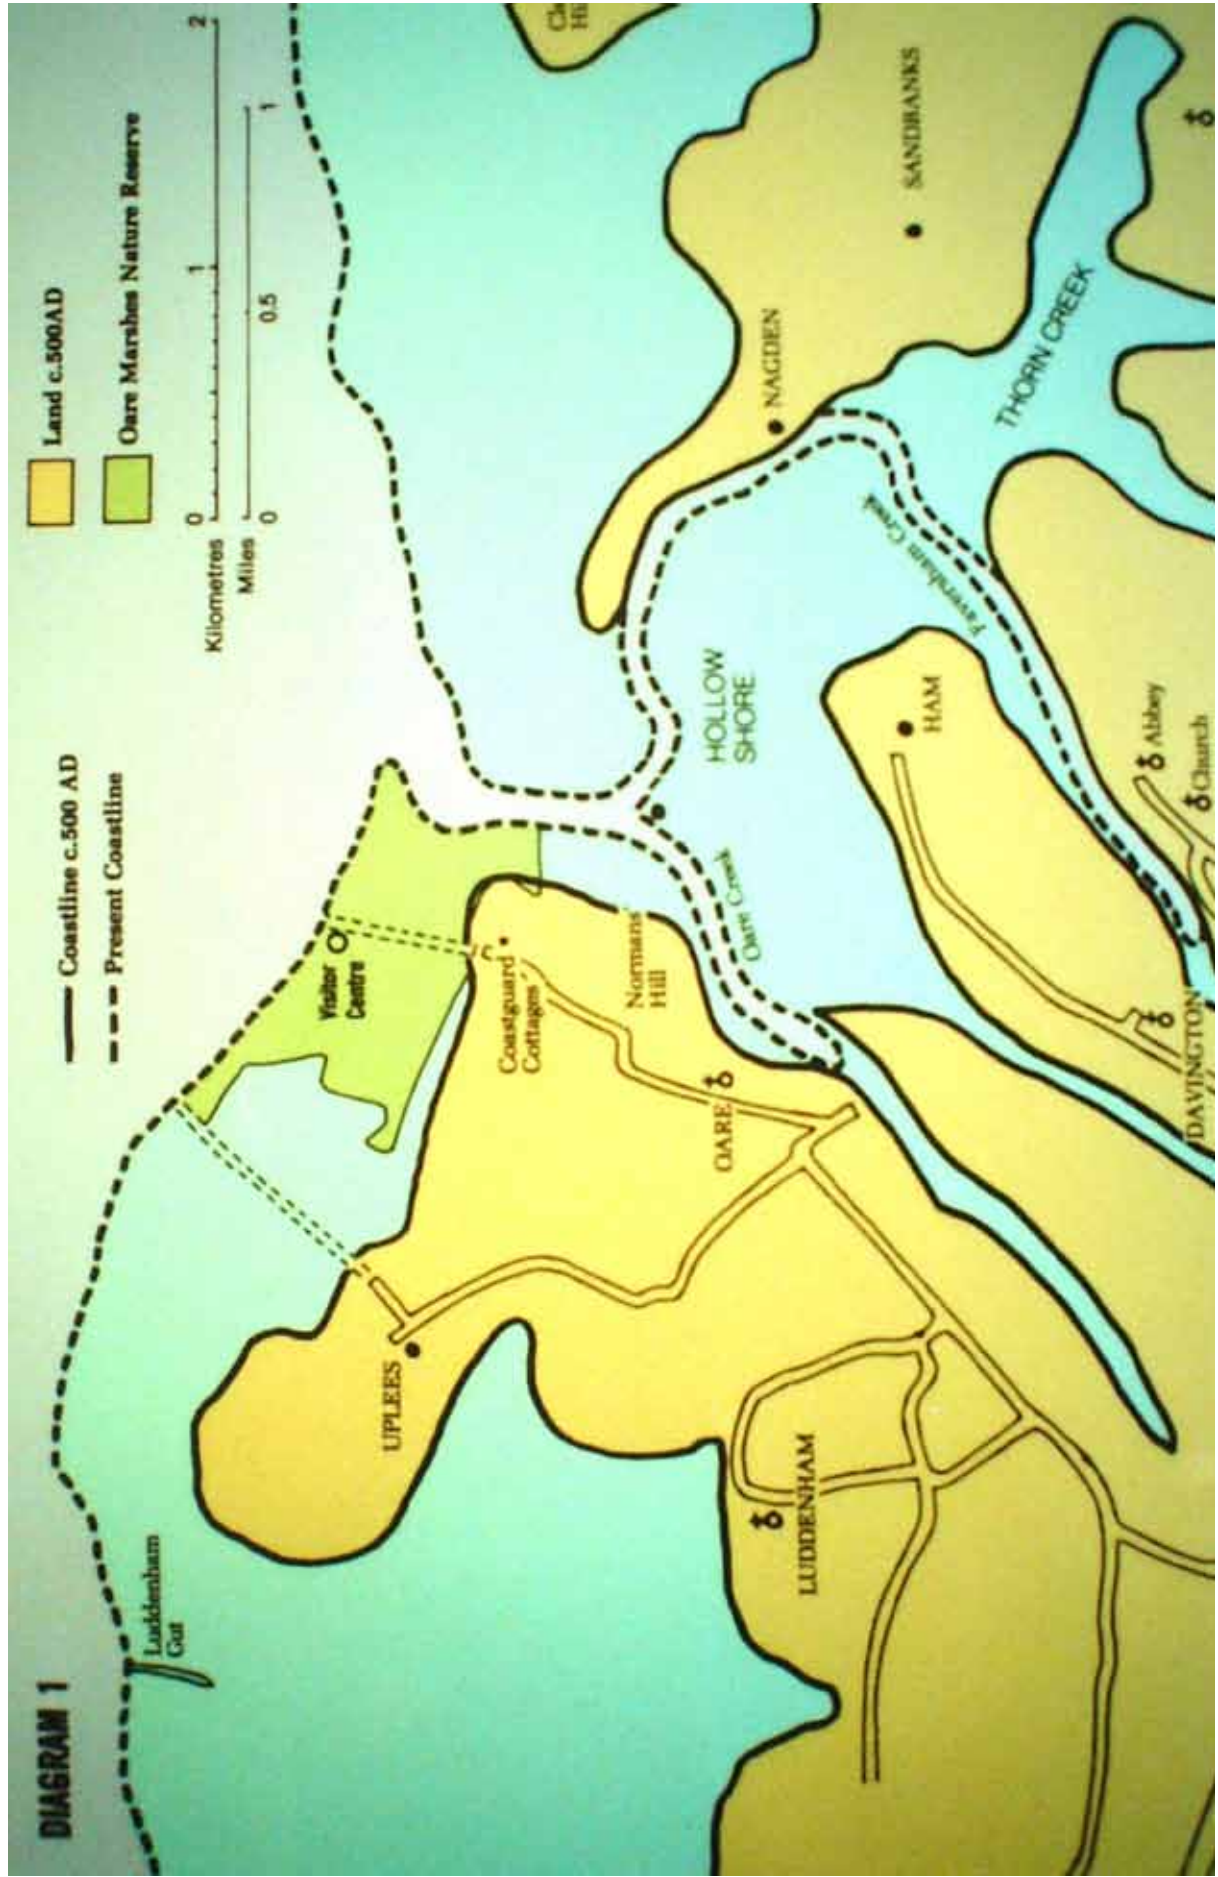 DIAGRAM 1
Coastline c.500 AD
Present Coastline
Land c.500AD
Oare Marshes Nature Reserve
Kilometres
0 1 2
Miles
0 0.5 1
Luddenham
Gut
Visitor
Centre
UPLEES
Coastguard
Cottages
Normans
Hill
OARE
HOLLOW
SHORE
Oare Creek
NAGDEN
SANDBANKS
Faversham Creek
THORN CREEK
HAM
LUDDENHAM
Abbey
Church
DAVINGTON